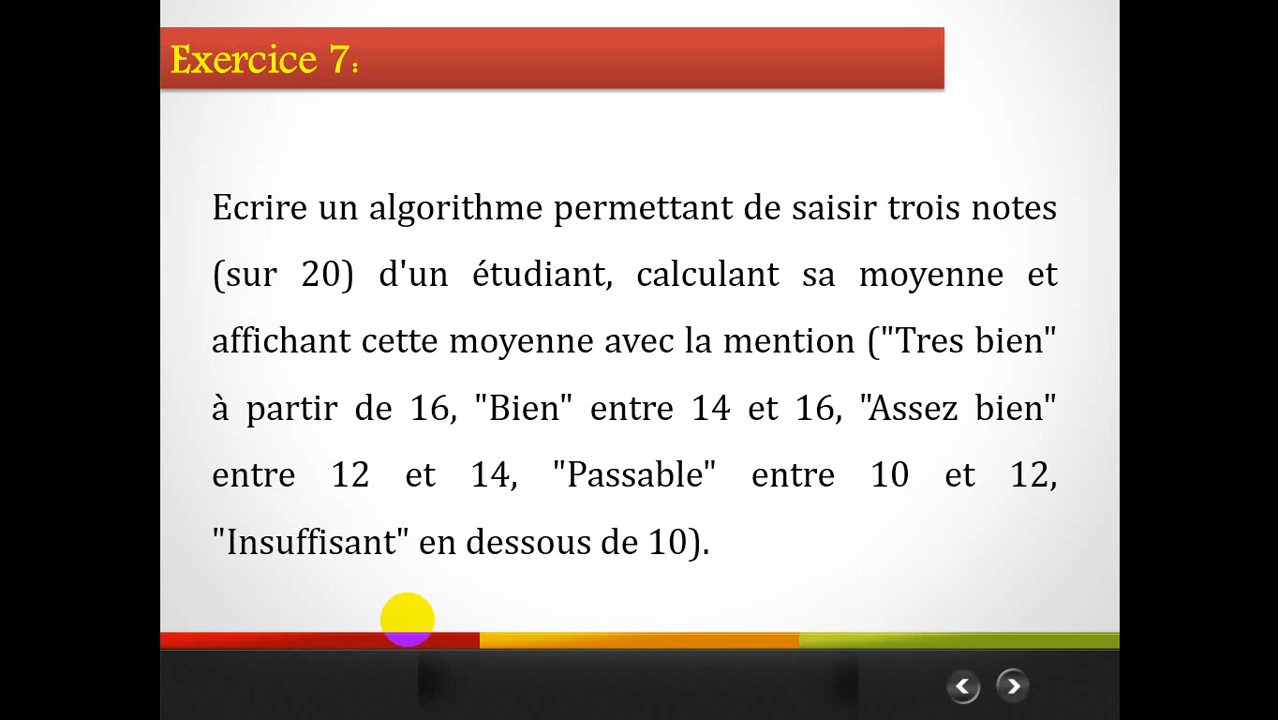 Exercice 7:
Ecrire un algorithme permettant de saisir trois notes
(sur 20) d'un étudiant, calculant sa moyenne et
affichant cette moyenne avec la mention ("Tres bien"
à partir de 16, "Bien" entre 14 et 16, "Assez bien"
entre 12 et 14, "Passable" entre 10 et 12,
"Insuffisant" en dessous de 10).